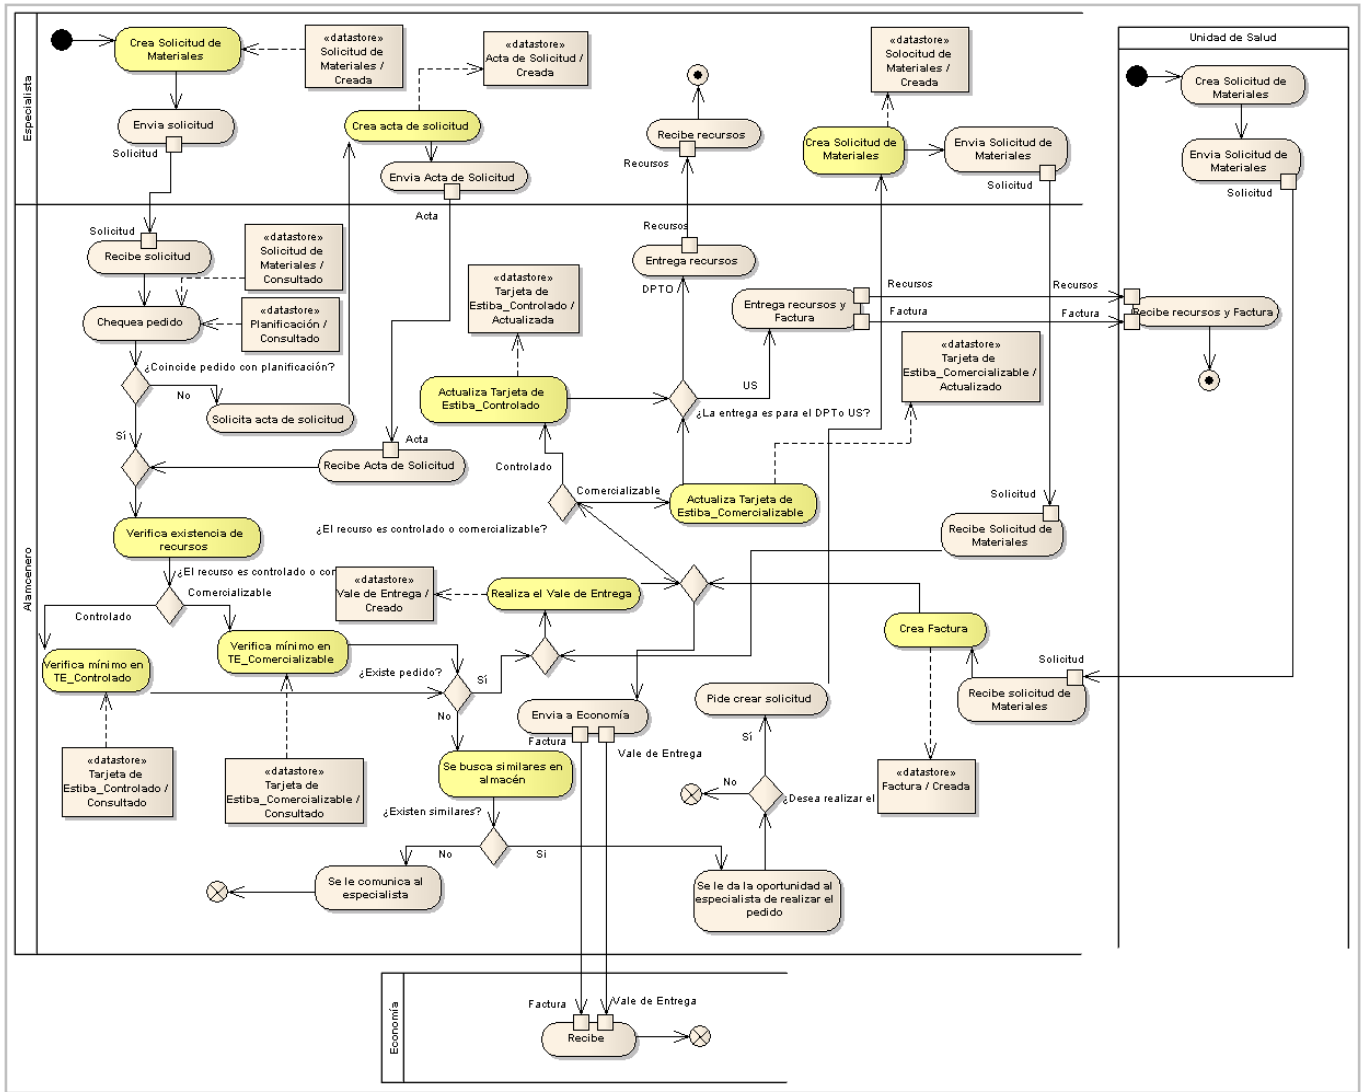 Especialista
Crea Solicitud de
Materiales
«datastore»
Solicitud de
Materiales /
Creada
Envia solicitud
Solicitud
«datastore»
Acta de Solicitud /
Creada
Crea acta de solicitud
Envia Acta de Solicitud
Acta
Recibe recursos
Recursos
«datastore»
Solocitud de
Materiales /
Creada
Crea Solicitud de
Materiales
Envia Solicitud de
Materiales
Solicitud
Unidad de Salud
Crea Solicitud de
Materiales
Envia Solicitud de
Materiales
Solicitud
Alamcenero
Solicitud
Recibe solicitud
«datastore»
Solicitud de
Materiales /
Consultado
Chequea pedido
«datastore»
Planificación /
Consultado
¿Coincide pedido con planificación?
No
Solicita acta de solicitud
Sí
Acta
Recibe Acta de Solicitud
Verifica existencia de
recursos
¿El recurso es controlado o con
Comercializable
Controlado
Verifica mínimo en
TE_Controlado
Verifica mínimo en
TE_Comercializable
«datastore»
Tarjeta de
Estiba_Controlado /
Consultado
«datastore»
Tarjeta de
Estiba_Comercializable /
Consultado
¿Existe pedido?
Sí
No
Se busca similares en
almacén
¿Existen similares?
No
Si
Se le comunica al
especialista
Se le da la oportunidad al
especialista de realizar el
pedido
¿Desea realizar el
No
Sí
Pide crear solicitud
«datastore»
Tarjeta de
Estiba_Controlado /
Actualizada
Actualiza Tarjeta de
Estiba_Controlado
Controlado
Comercializable
¿El recurso es controlado o comercializable?
Actualiza Tarjeta de
Estiba_Comercializable
«datastore»
Tarjeta de
Estiba_Comercializable /
Actualizado
¿La entrega es para el DPTo US?
DPTO
US
Recursos
Entrega recursos
Entrega recursos y
Factura
Recursos
Factura
Recursos
Factura
Recibe recursos y Factura
Solicitud
Recibe Solicitud de
Materiales
«datastore»
Vale de Entrega /
Creado
Realiza el Vale de Entrega
Crea Factura
Solicitud
Recibe solicitud de
Materiales
«datastore»
Factura / Creada
Envia a Economía
Factura
Vale de Entrega
Economía
Factura
Vale de Entrega
Recibe